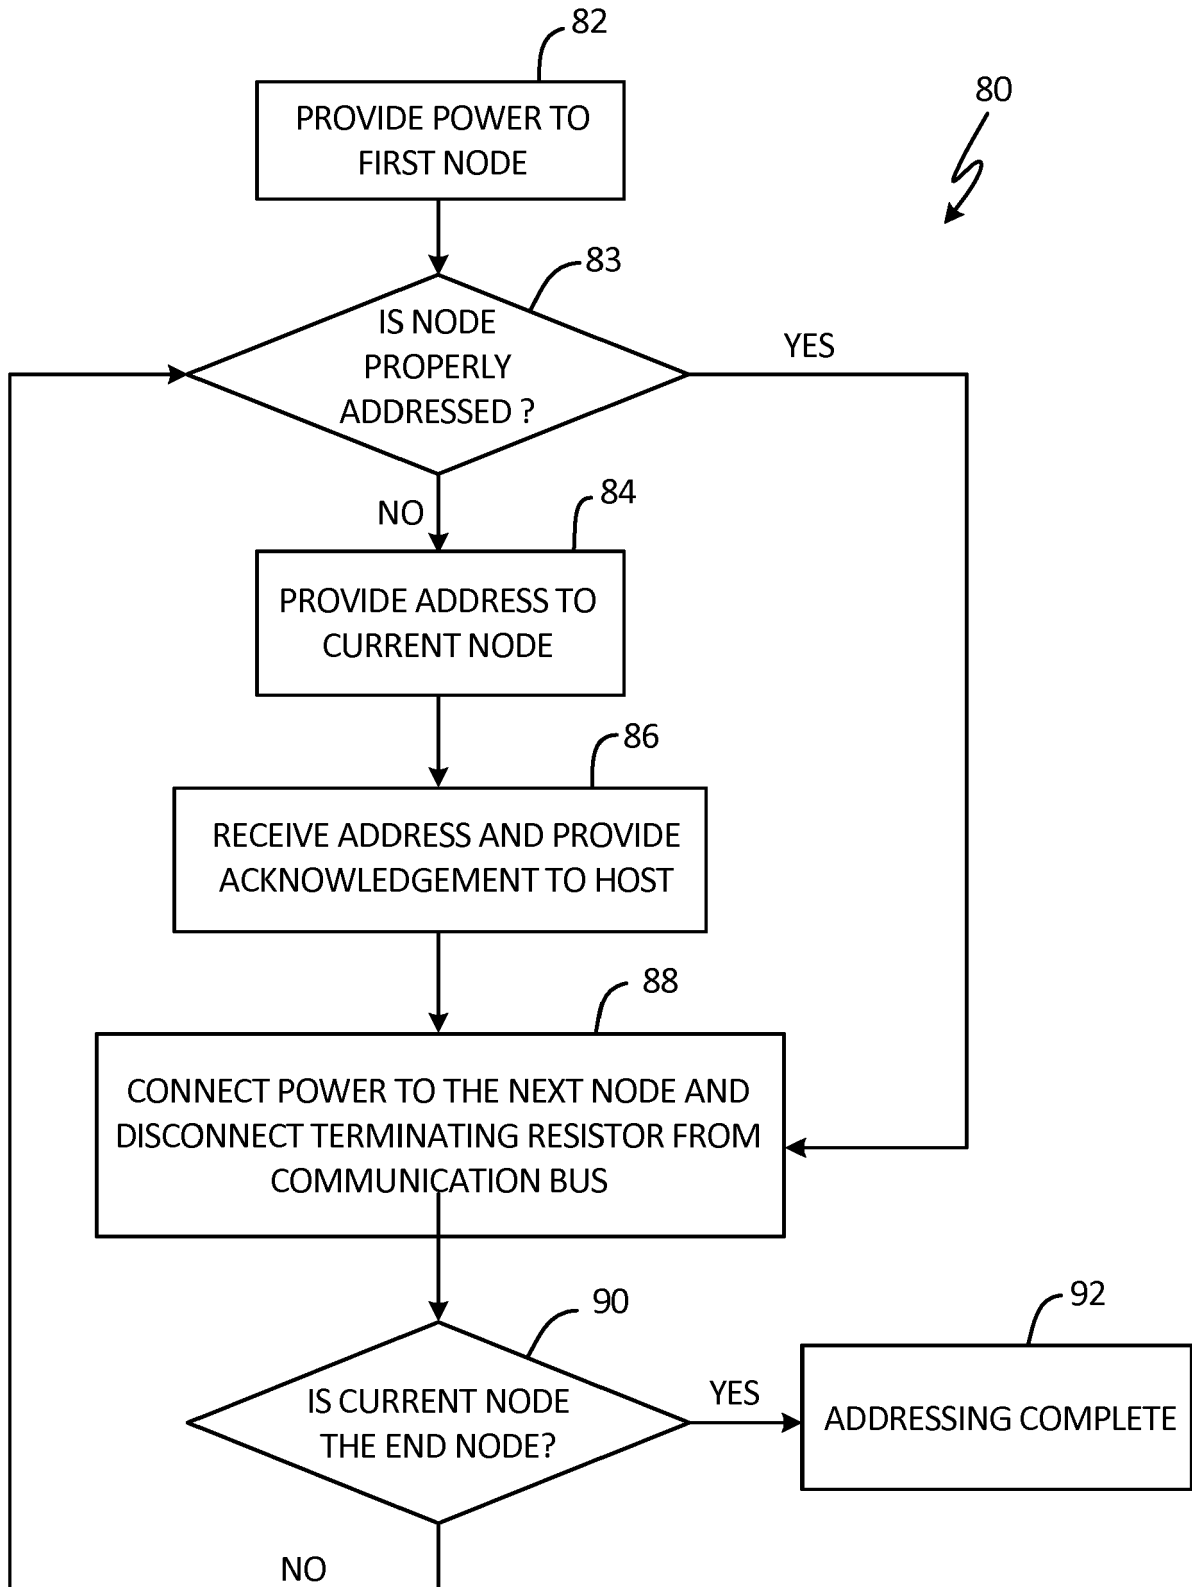 82
PROVIDE POWER TO
FIRST NODE
80
83
IS NODE
PROPERLY
ADDRESSED ?
YES
NO
84
PROVIDE ADDRESS TO
CURRENT NODE
86
RECEIVE ADDRESS AND PROVIDE
ACKNOWLEDGEMENT TO HOST
88
CONNECT POWER TO THE NEXT NODE AND
DISCONNECT TERMINATING RESISTOR FROM
COMMUNICATION BUS
90
IS CURRENT NODE
THE END NODE?
YES
92
ADDRESSING COMPLETE
NO